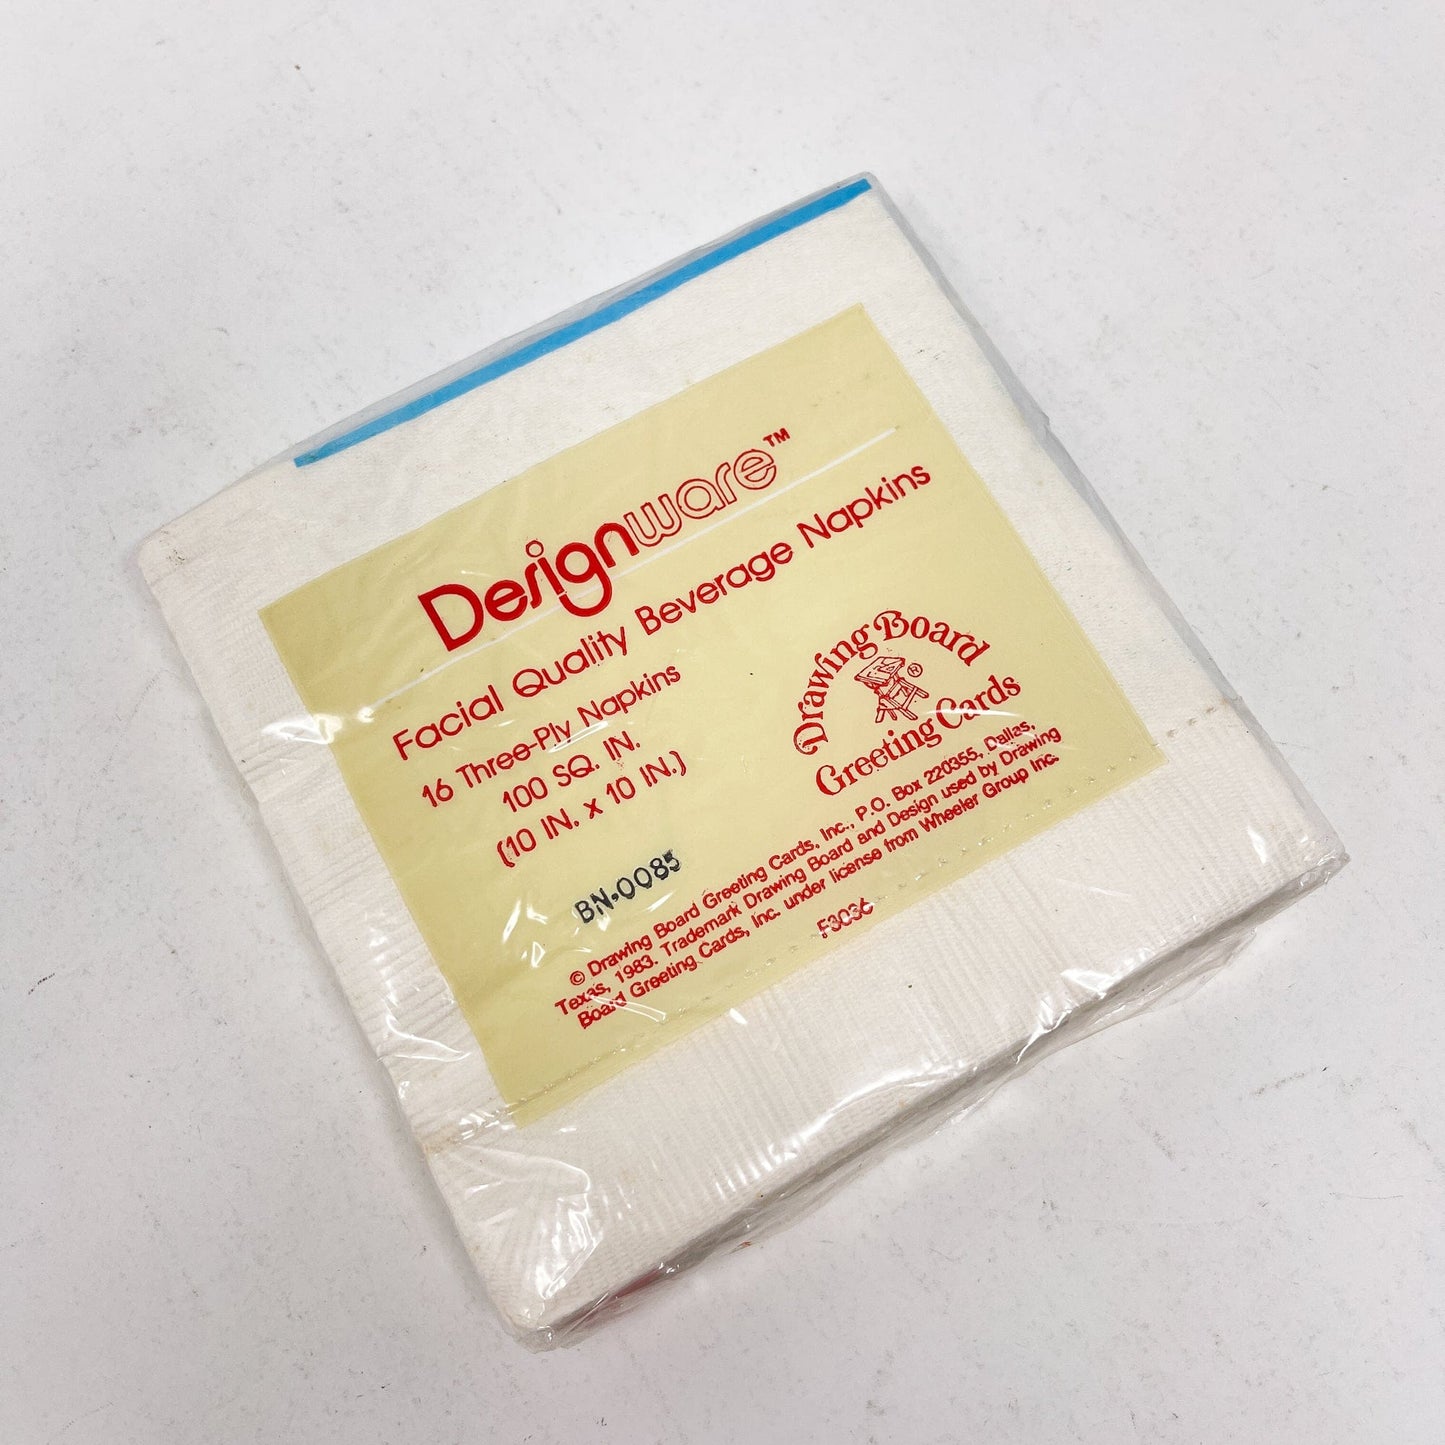 Designware™
Facial Quality Beverage Napkins
16 Three-Ply Napkins
100 SQ. IN.
(10 IN. x 10 IN.)
BN-0085
Drawing Board
®
Greeting Cards
© Drawing Board Greeting Cards, Inc., P.O. Box 220355, Dallas,
Texas, 1983. Trademark Drawing Board and Design used by Drawing
Board Greeting Cards, Inc. under license from Wheeler Group Inc.
F3036